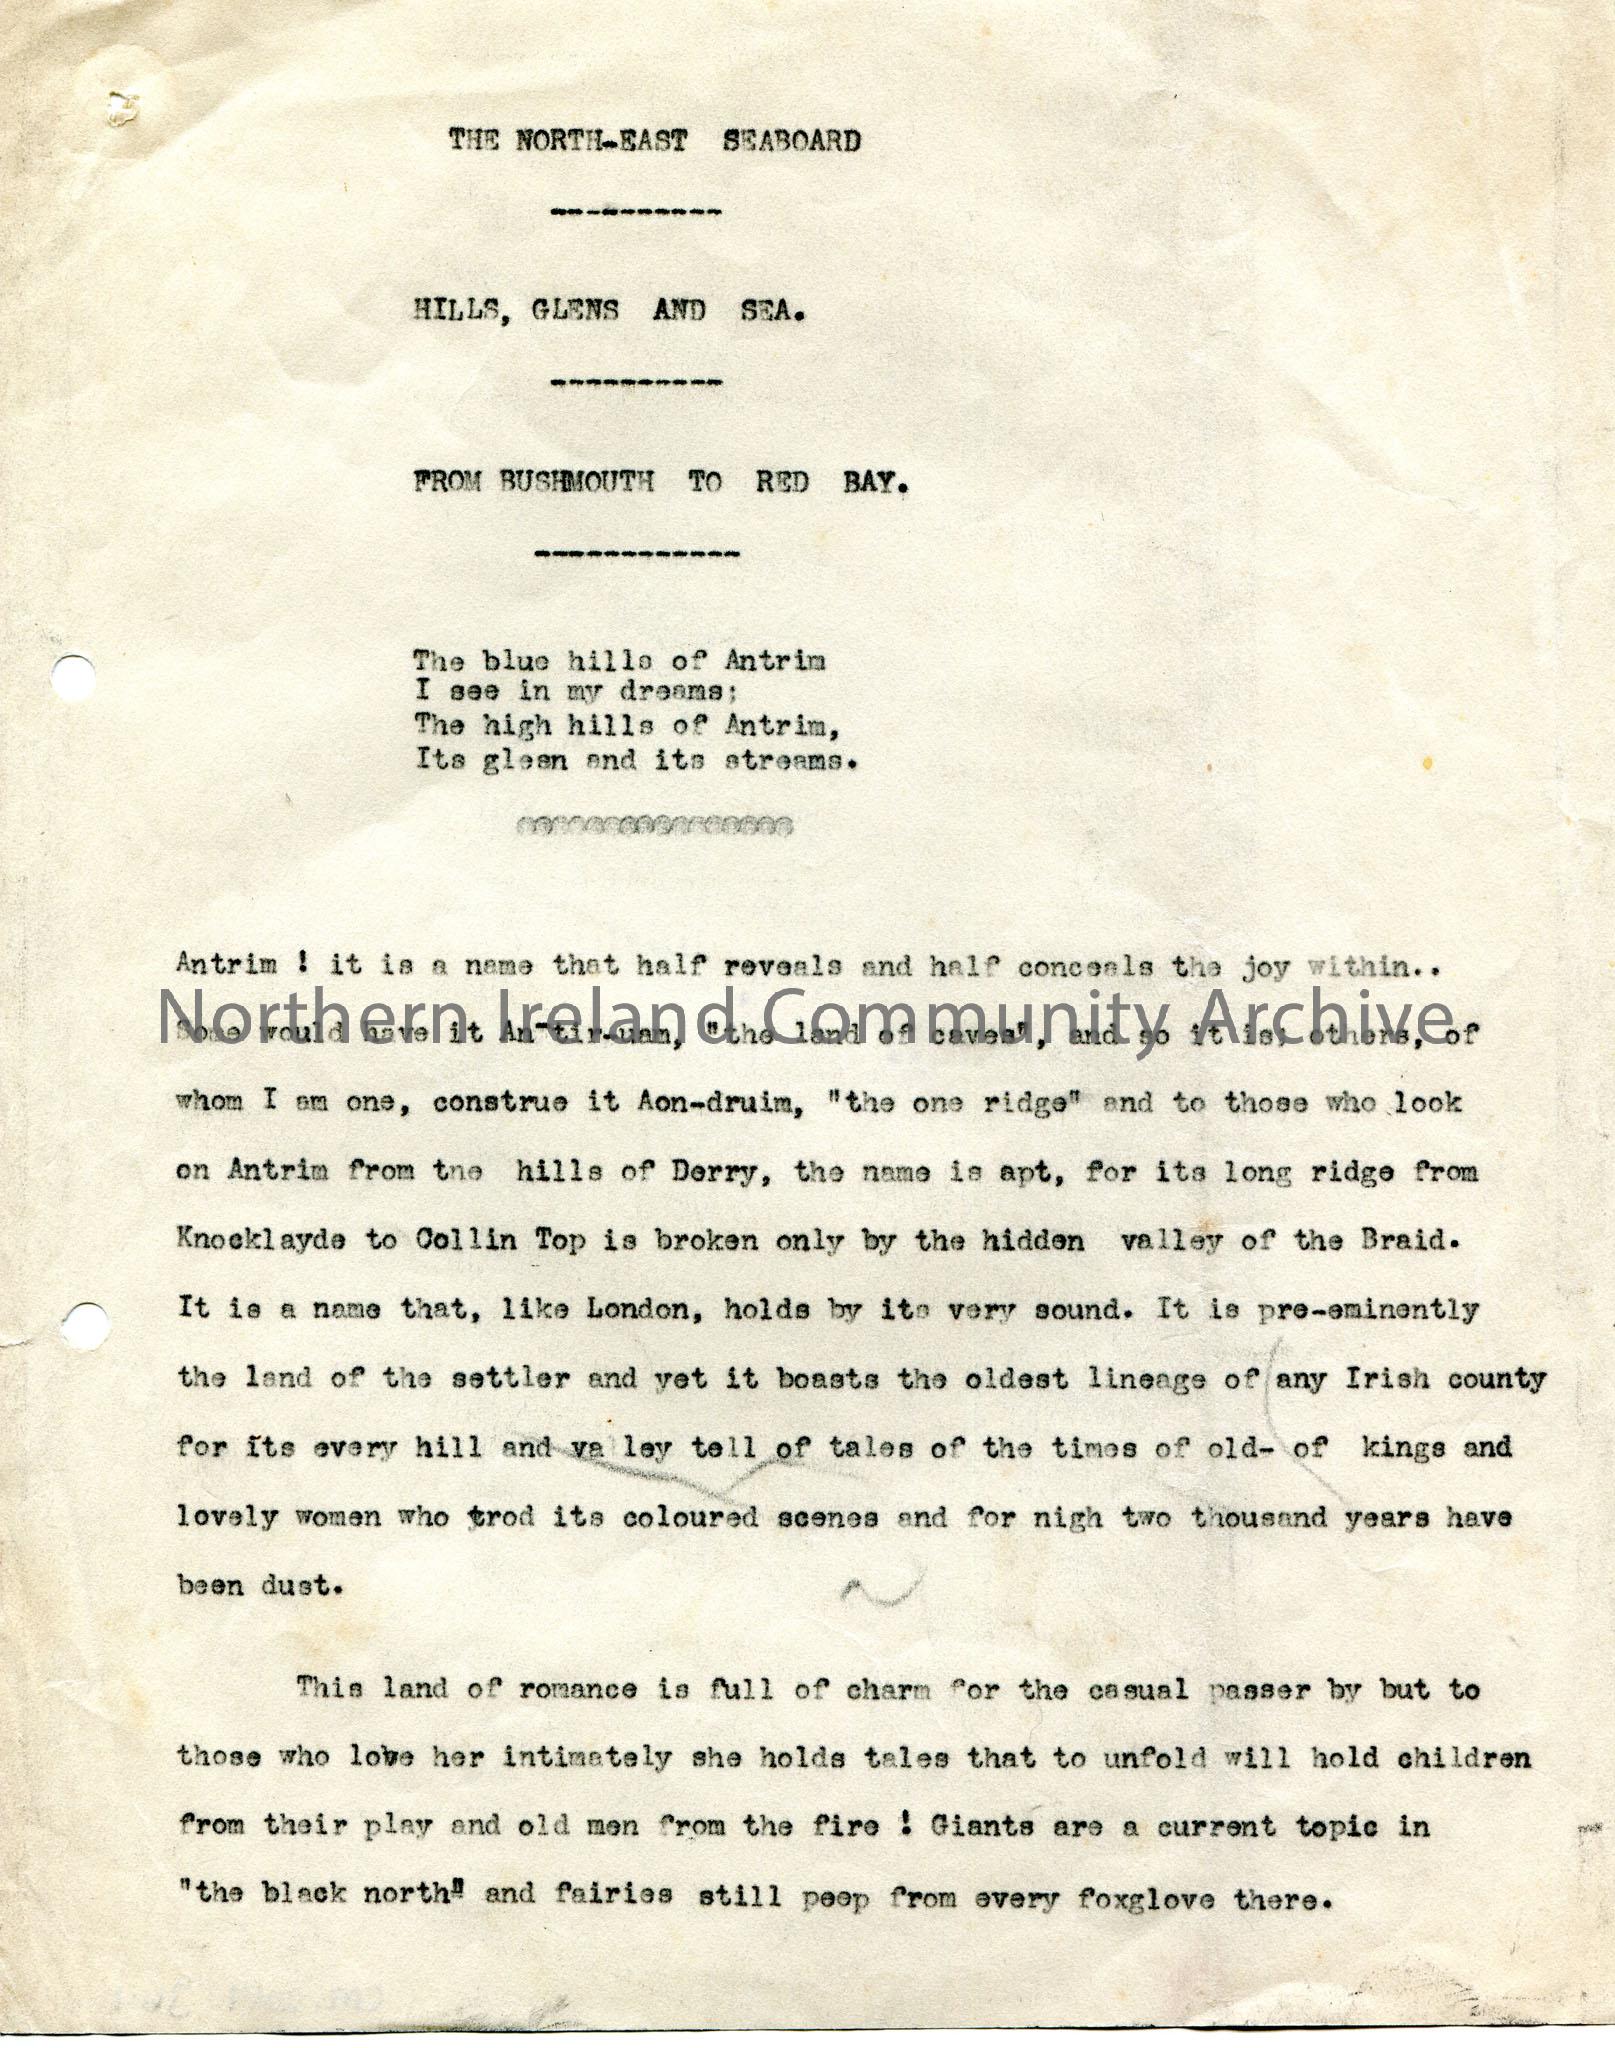 THE NORTH-EAST SEABOARD
-----------
HILLS, GLENS AND SEA.
-----------
FROM BUSHMOUTH TO RED BAY.
------------
The blue hills of Antrim
I see in my dreams;
The high hills of Antrim,
Its gleen and its streams.
Antrim ! it is a name that half reveals and half conceals the joy within..
Northern Ireland Community Archive
Some would have it An-tir-uam, "the land of caves", and so it is; others, of
whom I am one, construe it Aon-druim, "the one ridge" and to those who look
on Antrim from tne hills of Derry, the name is apt, for its long ridge from
Knocklayde to Collin Top is broken only by the hidden valley of the Braid.
It is a name that, like London, holds by its very sound. It is pre-eminently
the land of the settler and yet it boasts the oldest lineage of any Irish county
for its every hill and va ley tell of tales of the times of old- of kings and
lovely women who trod its coloured scenes and for nigh two thousand years have
been dust.
This land of romance is full of charm for the casual passer by but to
those who love her intimately she holds tales that to unfold will hold children
from their play and old men from the fire ! Giants are a current topic in
"the black north" and fairies still peep from every foxglove there.